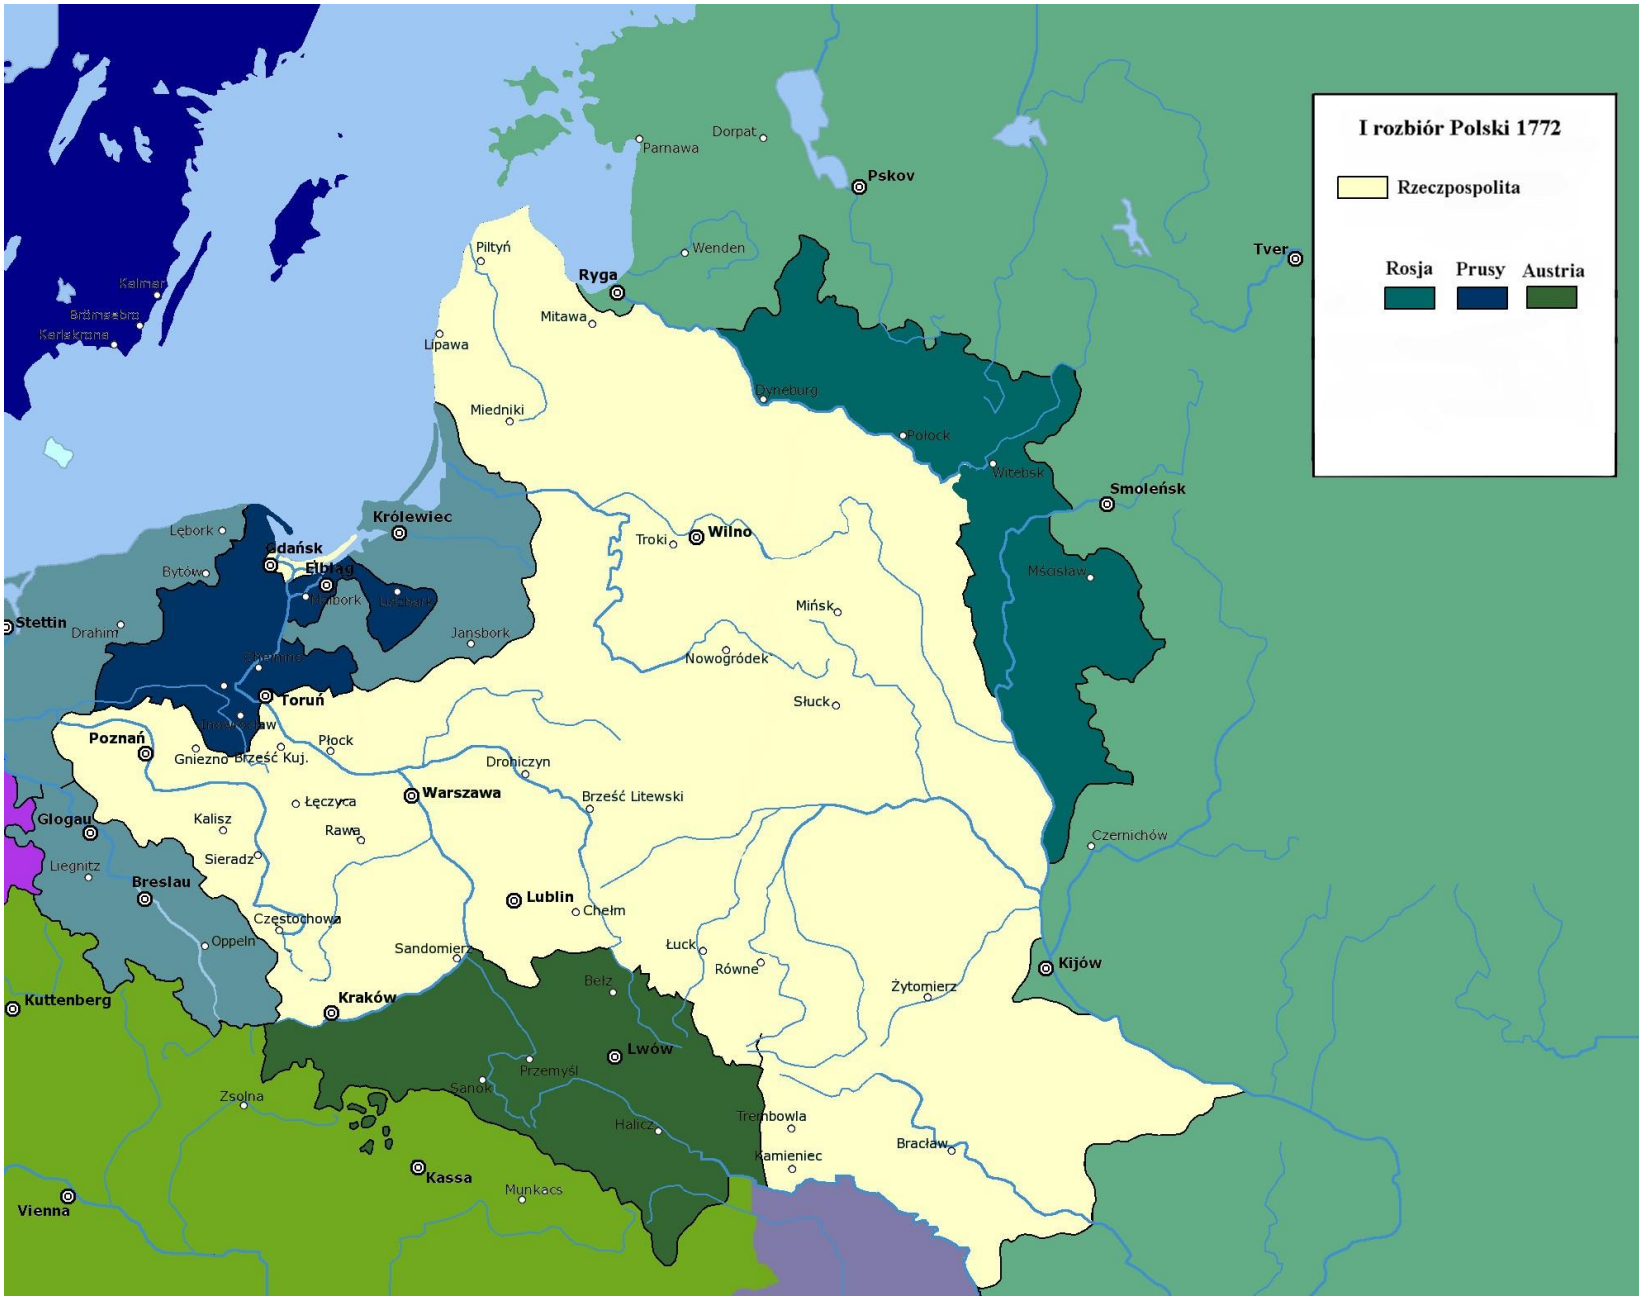 I rozbiór Polski 1772
Rzeczpospolita
Rosja Prusy Austria
Parnawa
Dorpat
Pskov
Wenden
Tver
Piltyń
Ryga
Mitawa
Lipawa
Kalmar
Brömsebro
Karlskrona
Dyneburg
Miedniki
Połock
Witebsk
Smoleńsk
Królewiec
Lębork
Gdańsk
Elbląg
Bytów
Malbork
Troki
Wilno
Mścisław
Mińsk
Stettin
Drahim
Jansbork
Nowogródek
Chełmno
Toruń
Słuck
Inowrocław
Poznań
Gniezno
Brześć Kuj.
Płock
Drohiczyn
Warszawa
Brześć Litewski
Łęczyca
Kalisz
Rawa
Glogau
Czernichów
Sieradz
Liegnitz
Breslau
Lublin
Chełm
Częstochowa
Oppeln
Sandomierz
Łuck
Równe
Kijów
Żytomierz
Bełz
Kuttenberg
Kraków
Lwów
Przemyśl
Sanok
Zsolna
Trembowla
Halicz
Bracław
Kamieniec
Kassa
Munkacs
Vienna